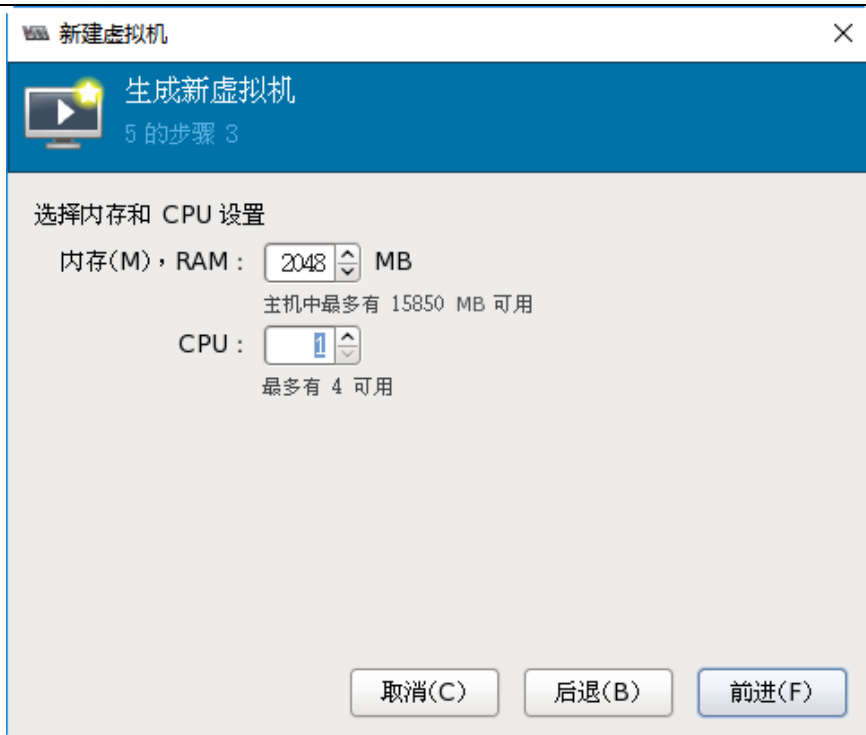 新建虚拟机
生成新虚拟机
5 的步骤 3
选择内存和 CPU 设置
内存(M),RAM : 2048 MB
主机中最多有 15850 MB 可用
CPU : 1
最多有 4 可用
取消(C) 后退(B) 前进(F)